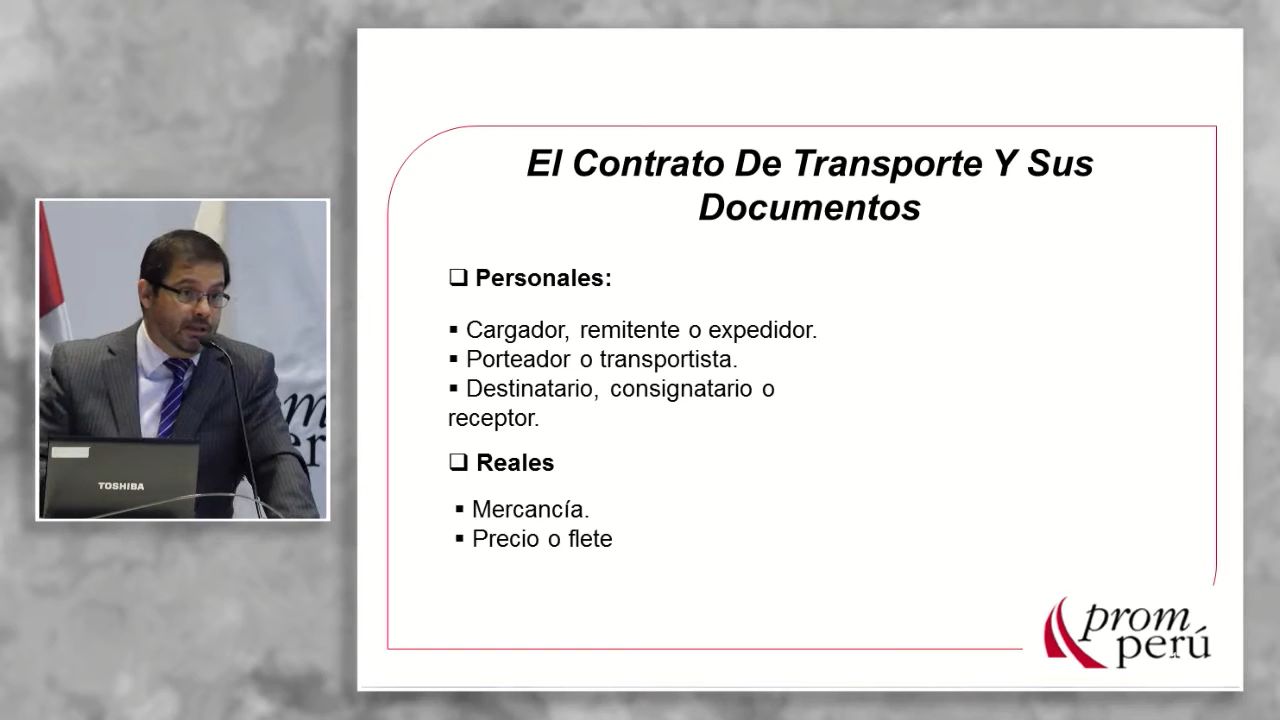 El Contrato De Transporte Y Sus
Documentos
❑ Personales:
▪ Cargador, remitente o expedidor.
▪ Porteador o transportista.
▪ Destinatario, consignatario o
receptor.
❑ Reales
▪ Mercancía.
▪ Precio o flete
TOSHIBA
prom
perú